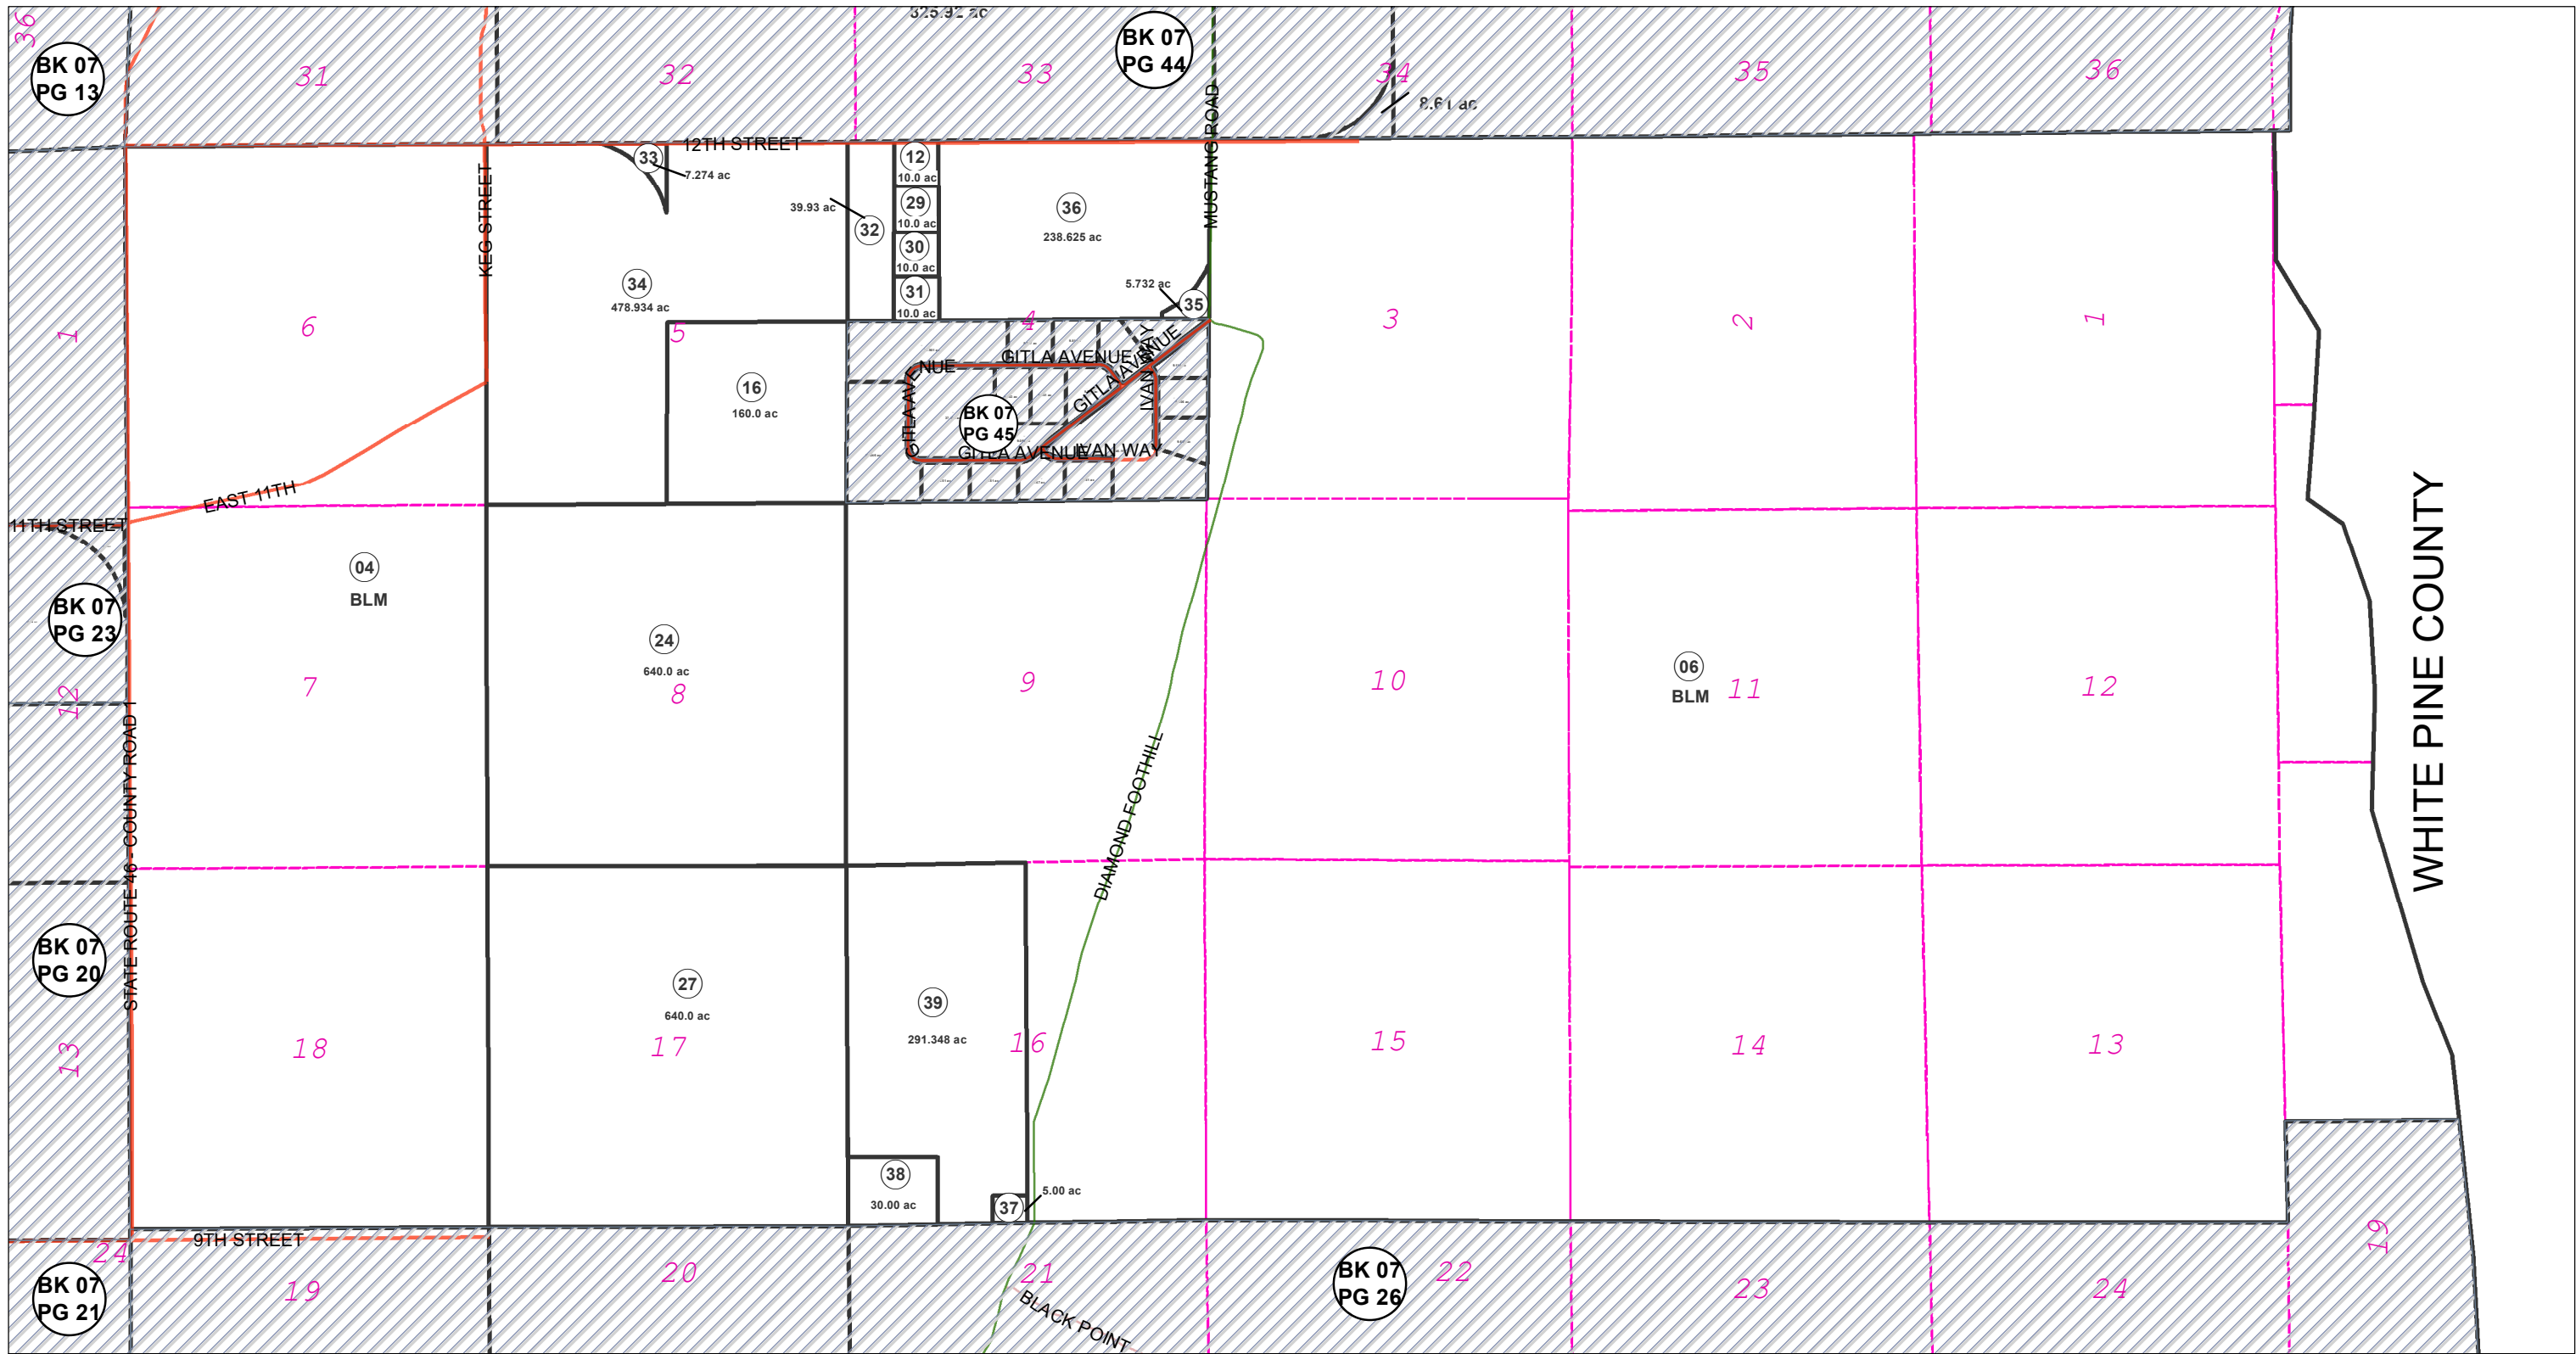 36
325.92 ac
BK 07
PG 44
BK 07
PG 13
31
32
33
34
35
36
8.61 ac
MUSTANG ROAD
12TH STREET
33
7.274 ac
12
10.0 ac
39.93 ac
32
29
10.0 ac
36
238.625 ac
KEG STREET
30
10.0 ac
34
478.934 ac
31
10.0 ac
5.732 ac
35
1
6
5
4
3
2
1
GITLA AVENUE
GITLA AVENUE
GITLA AVENUE
IVAN WAY
16
160.0 ac
BK 07
PG 45
GITLA AVENUE
IVAN WAY
EAST 11TH
11TH STREET
04
BLM
BK 07
PG 23
24
640.0 ac
06
BLM
WHITE PINE COUNTY
12
7
8
9
10
11
12
STATE ROUTE 46 - COUNTY ROAD 1
DIAMOND FOOTHILL
BK 07
PG 20
27
640.0 ac
39
291.348 ac
13
18
17
16
15
14
13
38
30.00 ac
37
5.00 ac
9TH STREET
24
19
BK 07
PG 21
19
20
21
BK 07
PG 26
22
23
24
BLACK POINT